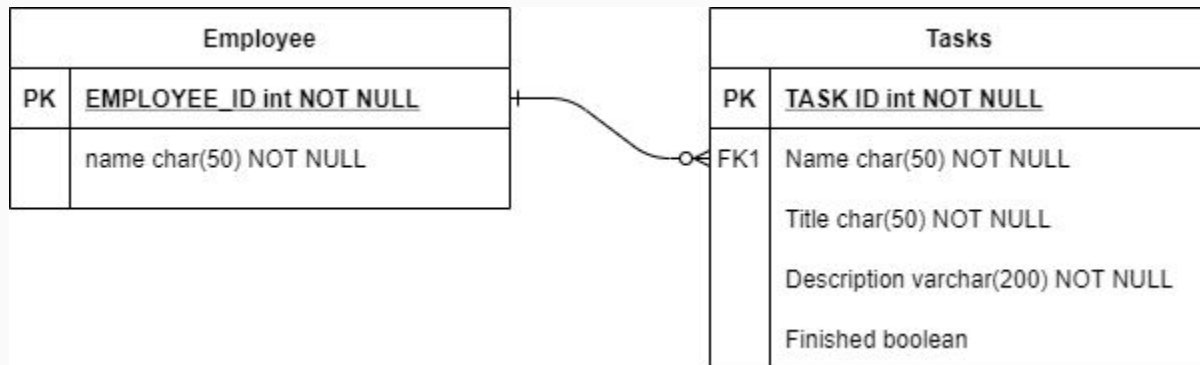 Employee
PK EMPLOYEE_ID int NOT NULL
name char(50) NOT NULL
Tasks
PK TASK ID int NOT NULL
FK1 Name char(50) NOT NULL
Title char(50) NOT NULL
Description varchar(200) NOT NULL
Finished boolean